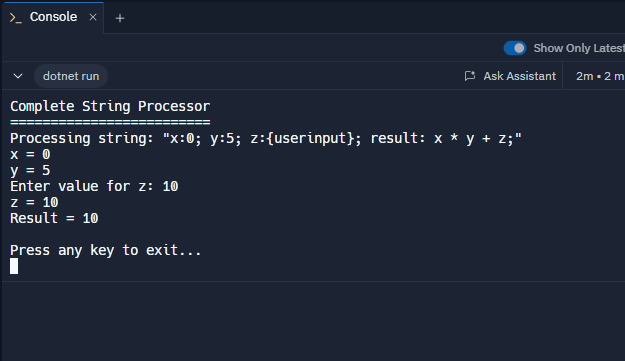 Console
Show Only Latest
dotnet run
Ask Assistant
2m • 2 m
Complete String Processor
=========================
Processing string: "x:0; y:5; z:{userinput}; result: x * y + z;"
x = 0
y = 5
Enter value for z: 10
z = 10
Result = 10
Press any key to exit...